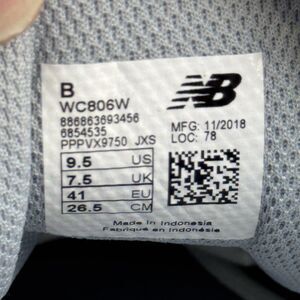 B
WC806W
886863693456
6854535
PPPVX9750 JXS
NB
MFG: 11/2018
LOC: 78
9.5 US
7.5 UK
41 EU
26.5 CM
Made in Indonesia
Fabriqué en Indonésie